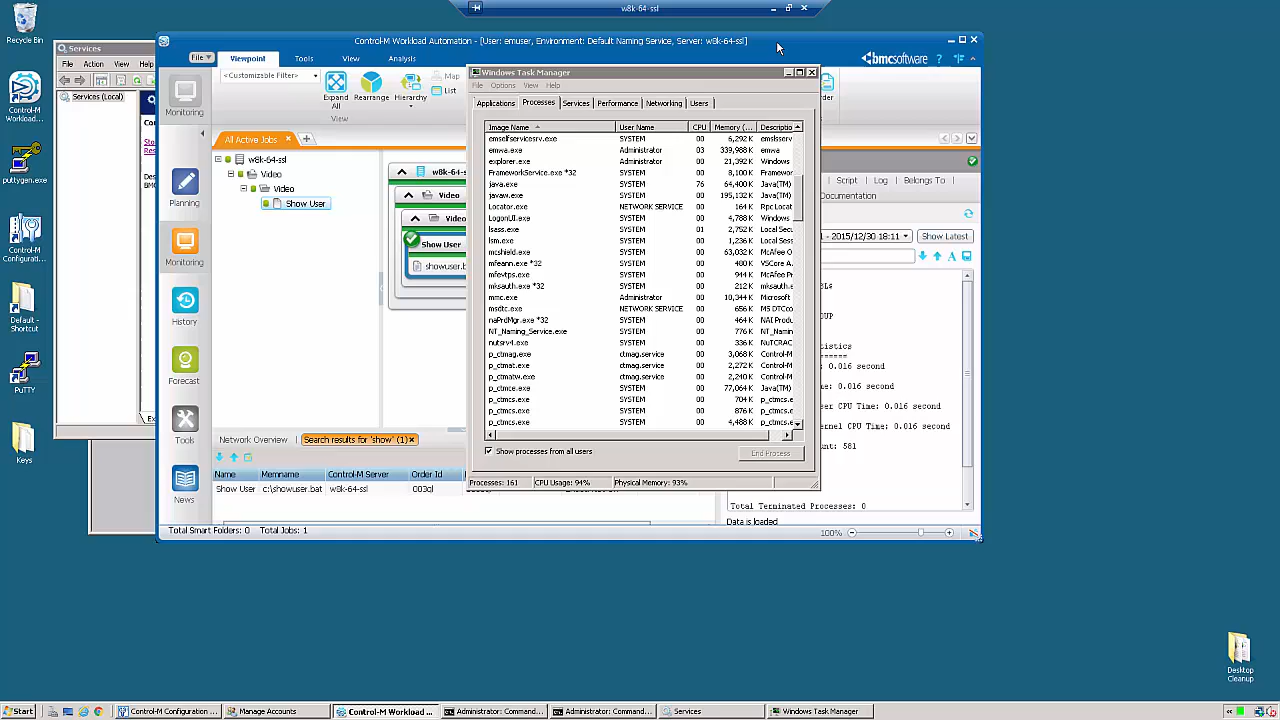 w8k-64-ssl
Recycle Bin
Control-M Workload...
puttygen.exe
Control-M Configurati...
Default - Shortcut
PuTTY
Keys
Desktop Cleanup
Services
File Action View Help
Services (Local)
Control-M Workload Automation - [User: emuser, Environment: Default Naming Service, Server: w8k-64-ssl]
File Viewpoint Tools View Analysis
bmcsoftware
<Customizable Filter>
Expand All
Rearrange
Hierarchy
Map
List
View
Monitoring
Planning
Monitoring
History
Forecast
Tools
News
All Active Jobs
w8k-64-ssl
Video
Video
Show User
w8k-64-s
Video
Video
Show User
showuser.b
Script Log Belongs To
Documentation
1 - 2015/12/30 18:11 Show Latest
me: 0.016 second
ser CPU Time: 0.016 second
ernel CPU Time: 0.016 second
unt: 581
Total Terminated Processes: 0
Data is loaded
100%
Network Overview Search results for 'show' (1)
Name Memname Control-M Server Order Id
Show User c:\showuser.bat w8k-64-ssl 003ql
Total Smart Folders: 0 Total Jobs: 1
Windows Task Manager
File Options View Help
Applications Processes Services Performance Networking Users
Image Name User Name CPU Memory (... Descriptio
emselfservicesrv.exe SYSTEM 00 6,292 K emslsserv
emwa.exe Administrator 03 339,988 K emwa
explorer.exe Administrator 00 21,392 K Windows
FrameworkService.exe *32 SYSTEM 00 8,100 K Framewor
java.exe SYSTEM 76 64,400 K Java(TM)
javaw.exe SYSTEM 00 195,132 K Java(TM)
Locator.exe NETWORK SERVICE 00 164 K Rpc Locat
LogonUI.exe SYSTEM 00 4,788 K Windows
lsass.exe SYSTEM 01 2,752 K Local Secu
lsm.exe SYSTEM 00 1,236 K Local Sess
mcshield.exe SYSTEM 00 63,032 K McAfee O
mfeann.exe *32 SYSTEM 00 480 K VSCore A
mfevtps.exe SYSTEM 00 944 K McAfee Pr
mksauth.exe *32 SYSTEM 00 212 K mksauth.e
mmc.exe Administrator 00 10,344 K Microsoft
msdtc.exe NETWORK SERVICE 00 656 K MS DTCco
naPrdMgr.exe *32 SYSTEM 00 464 K NAI Produ
NT_Naming_Service.exe SYSTEM 00 776 K NT_Namin
nutsrv4.exe SYSTEM 00 336 K NuTCRAC
p_ctmag.exe ctmag.service 00 3,068 K Control-M
p_ctmat.exe ctmag.service 00 2,272 K Control-M
p_ctmatw.exe ctmag.service 00 2,240 K Control-M
p_ctmce.exe SYSTEM 00 77,064 K Java(TM)
p_ctmcs.exe SYSTEM 00 704 K p_ctmcs.e
p_ctmcs.exe SYSTEM 00 876 K p_ctmcs.e
p_ctmcs.exe SYSTEM 00 4,488 K p_ctmcs.e
Show processes from all users
End Process
Processes: 161 CPU Usage: 94% Physical Memory: 93%
Start Control-M Configuration ... Manage Accounts Control-M Workload ... Administrator: Command... Administrator: Command... Services Windows Task Manager